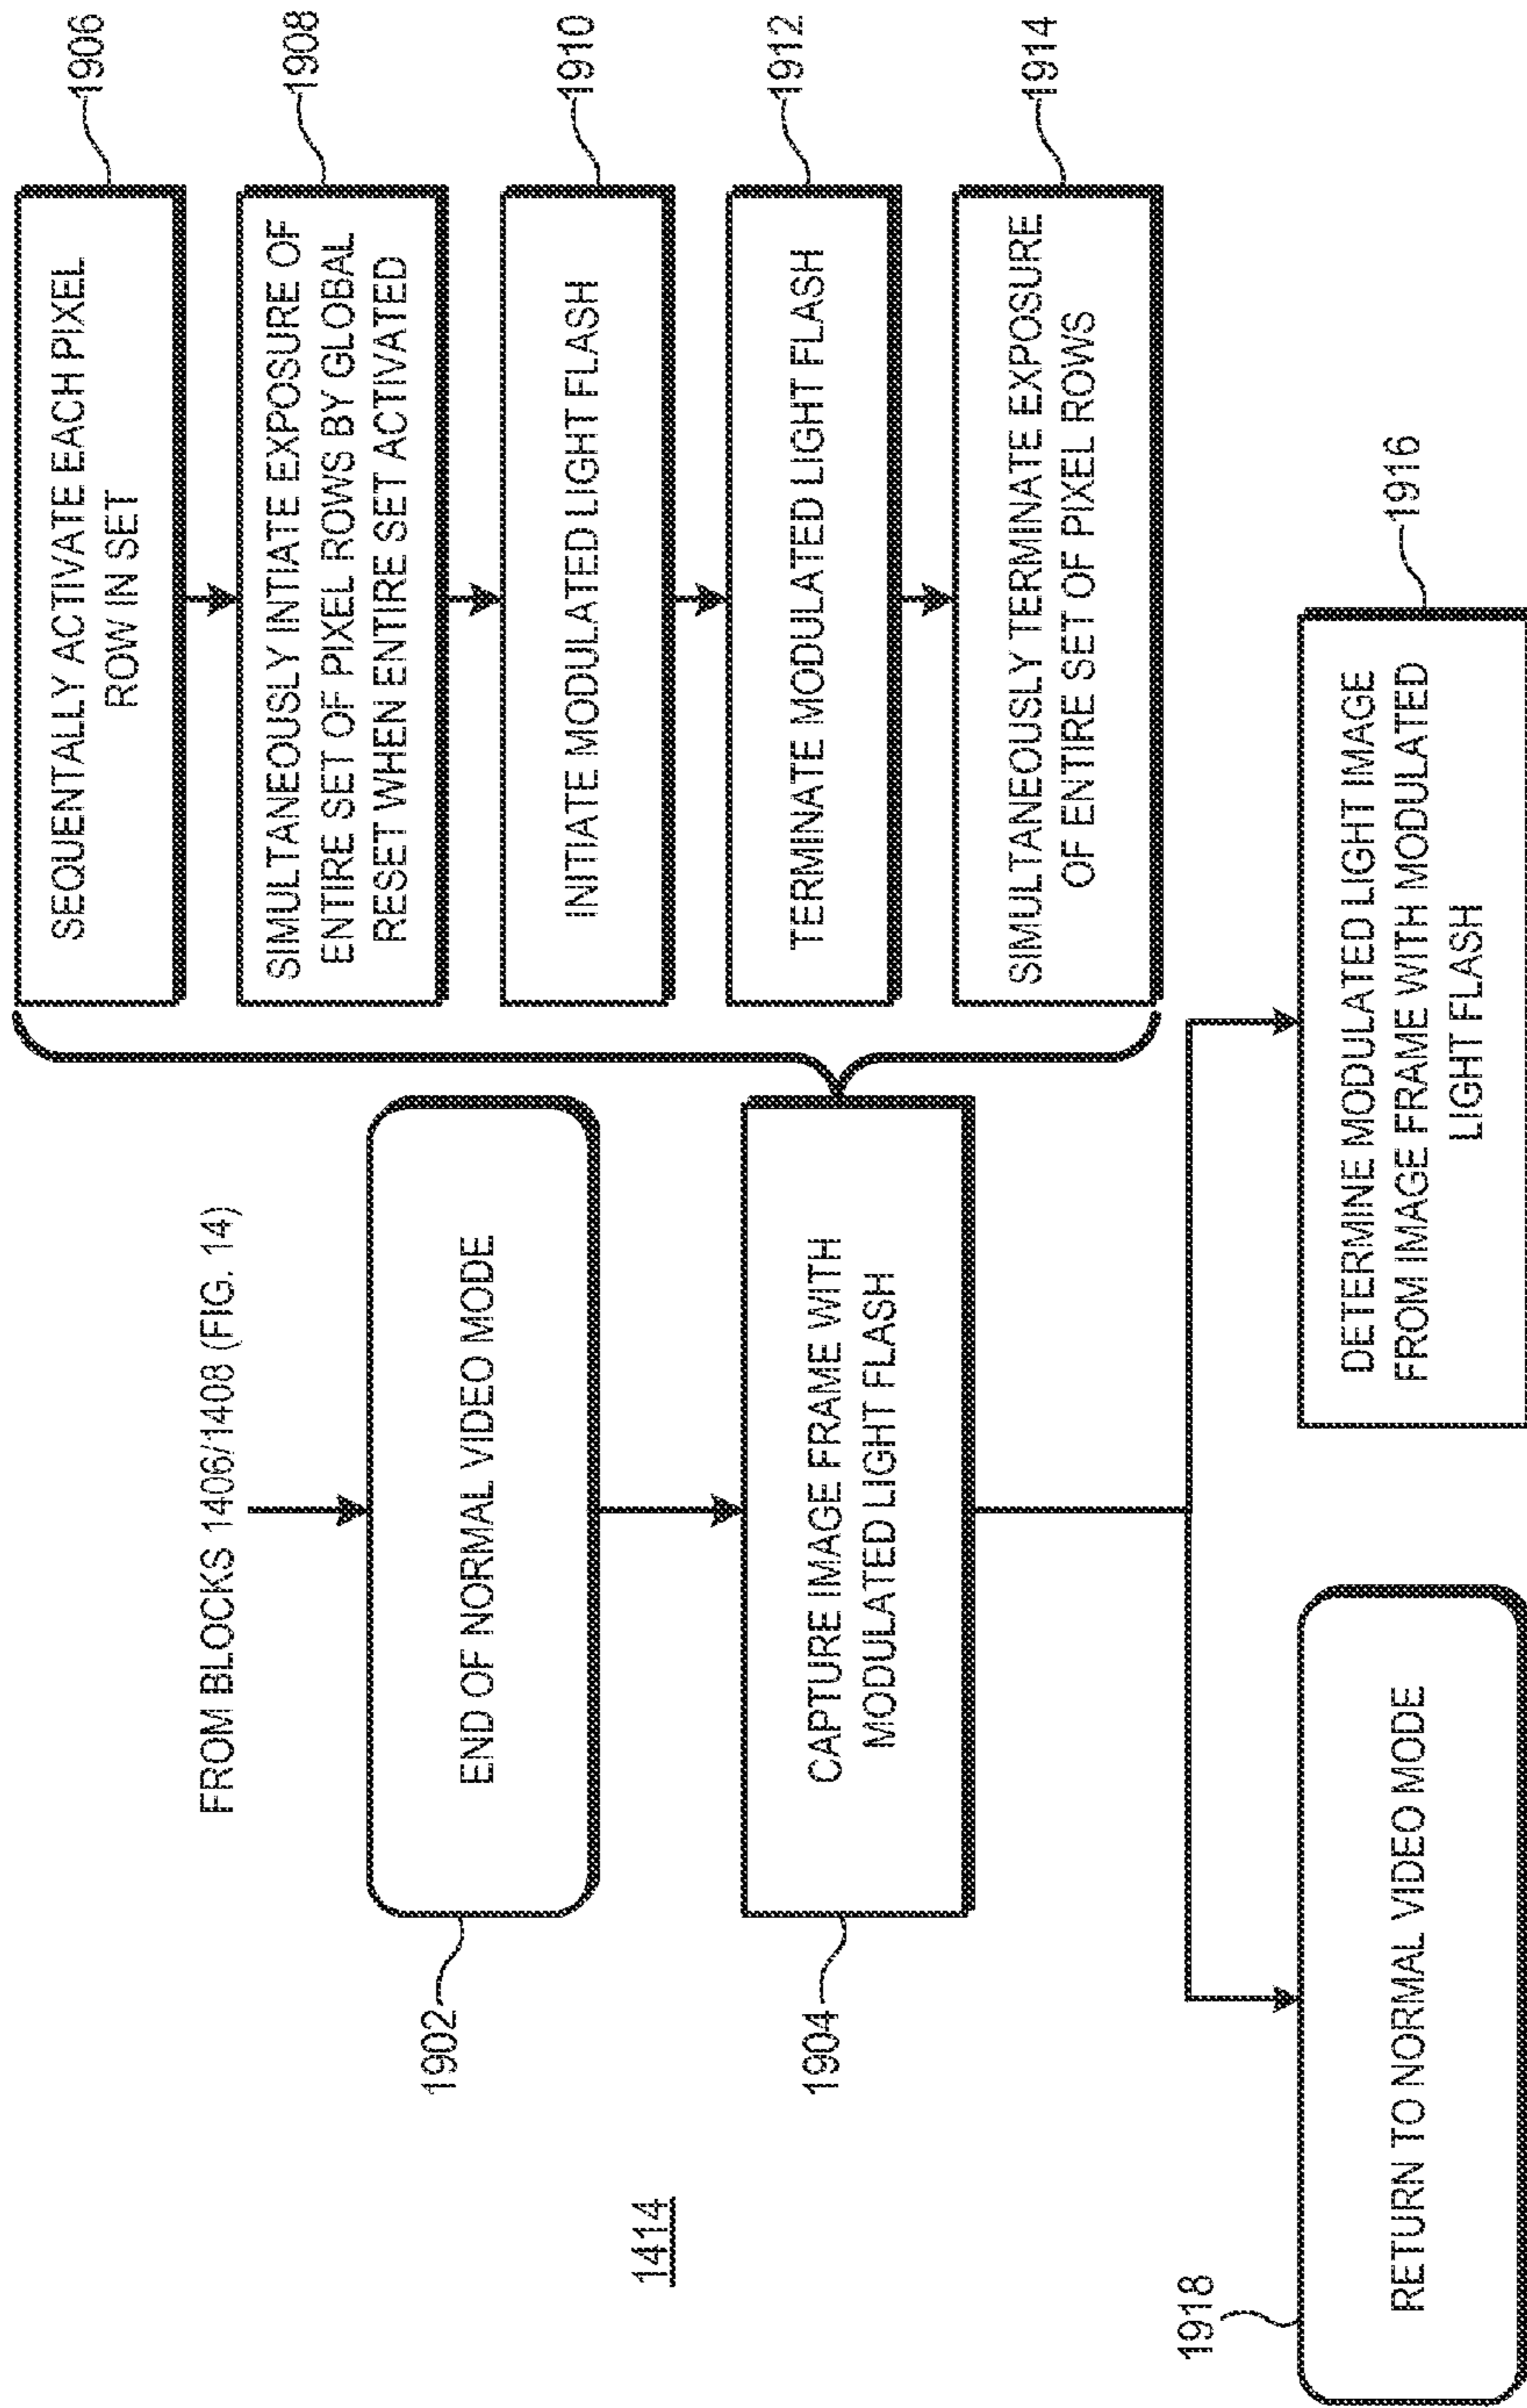 FROM BLOCKS 1406/1408 (FIG. 14)
1414
1902
END OF NORMAL VIDEO MODE
1904
CAPTURE IMAGE FRAME WITH
MODULATED LIGHT FLASH
SEQUENTALLY ACTIVATE EACH PIXEL
ROW IN SET
1906
SIMULTANEOUSLY INTIATE EXPOSURE OF
ENTIRE SET OF PIXEL ROWS BY GLOBAL
RESET WHEN ENTIRE SET ACTIVATED
1908
INITIATE MODULATED LIGHT FLASH
1910
TERMINATE MODULATED LIGHT FLASH
1912
SIMULTANEOUSLY TERMINATE EXPOSURE
OF ENTIRE SET OF PIXEL ROWS
1914
1918
RETURN TO NORMAL VIDEO MODE
DETERMINE MODULATED LIGHT IMAGE
FROM IMAGE FRAME WITH MODULATED
LIGHT FLASH
1916